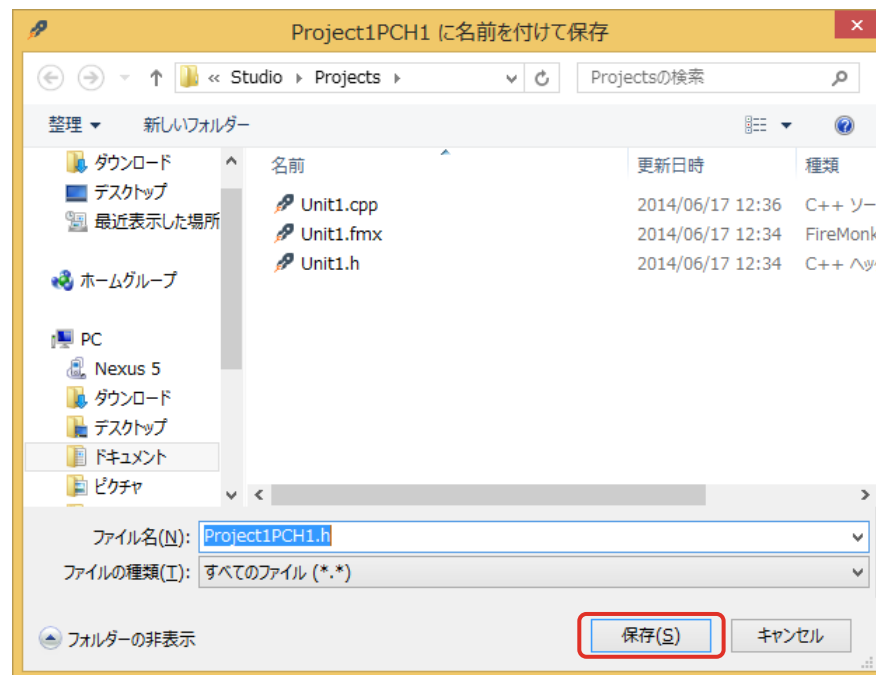 Project1PCH1 に名前を付けて保存
« Studio Projects
Projectsの検索
整理
新しいフォルダー
ダウンロード
デスクトップ
最近表示した場所
ホームグループ
PC
Nexus 5
ダウンロード
デスクトップ
ドキュメント
ピクチャ
名前 更新日時 種類
Unit1.cpp 2014/06/17 12:36 C++ ソー
Unit1.fmx 2014/06/17 12:34 FireMonk
Unit1.h 2014/06/17 12:34 C++ ヘッ
ファイル名(N): Project1PCH1.h
ファイルの種類(T): すべてのファイル (*.*)
フォルダーの非表示
保存(S)
キャンセル